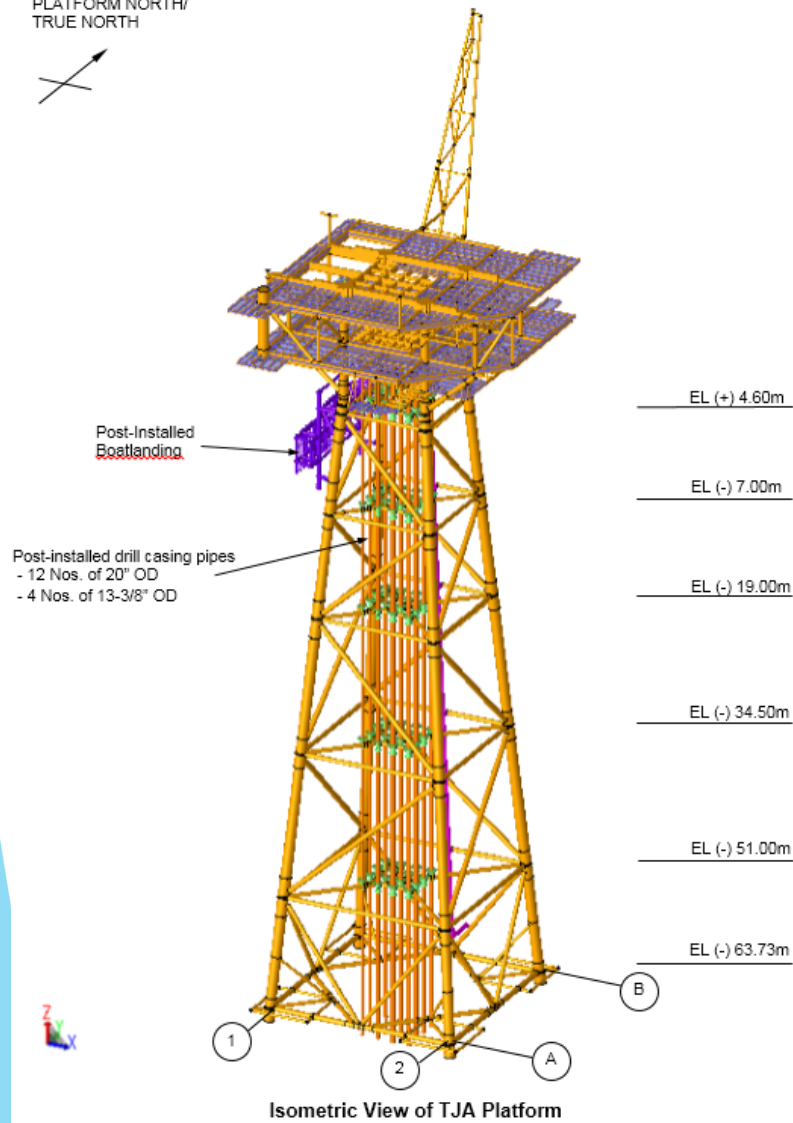 PLATFORM NORTH/
TRUE NORTH
EL (+) 4.60m
Post-Installed
Boatlanding
EL (-) 7.00m
Post-installed drill casing pipes
- 12 Nos. of 20" OD
- 4 Nos. of 13-3/8" OD
EL (-) 19.00m
EL (-) 34.50m
EL (-) 51.00m
EL (-) 63.73m
B
Z
Y
X
1
2
A
Isometric View of TJA Platform